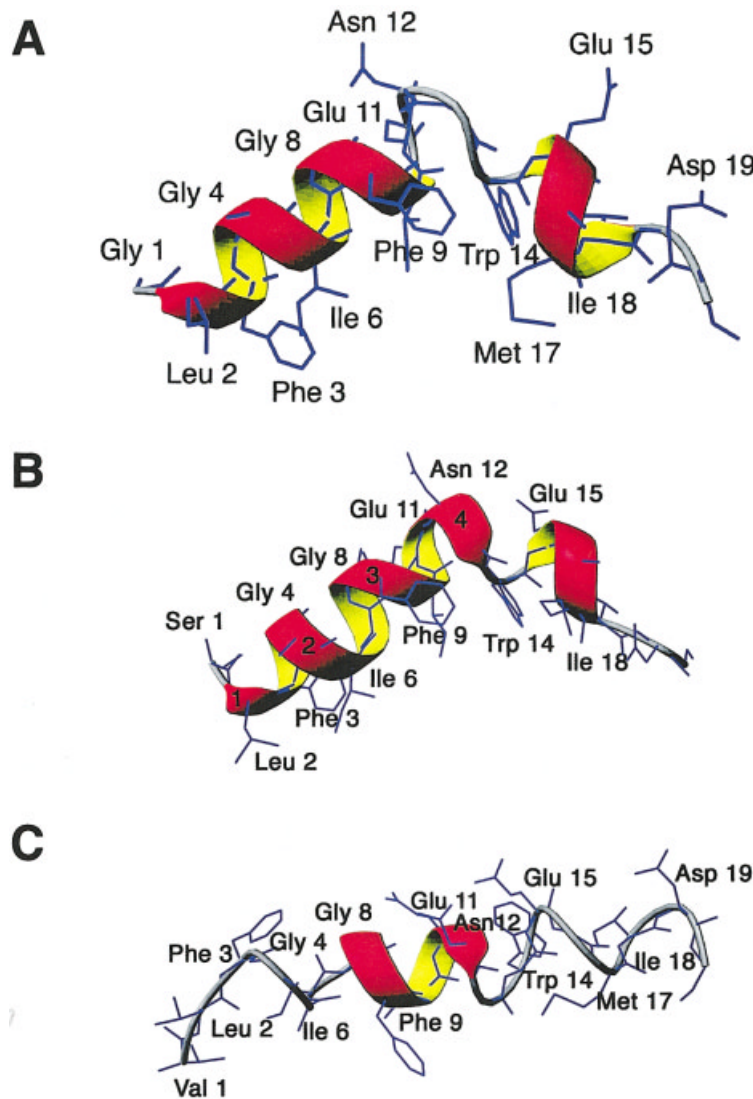 A
Asn 12
Glu 15
Glu 11
Gly 8
Asp 19
Gly 4
Gly 1
Phe 9
Trp 14
Ile 18
Ile 6
Met 17
Leu 2
Phe 3
B
Asn 12
Glu 15
Glu 11
4
Gly 8
3
Gly 4
Ser 1
2
Phe 9
Trp 14
Ile 18
Ile 6
1
Phe 3
Leu 2
C
Glu 15
Asp 19
Gly 8
Glu 11
Asn12
Phe 3
Gly 4
Ile 18
Trp 14
Leu 2
Ile 6
Phe 9
Met 17
Val 1